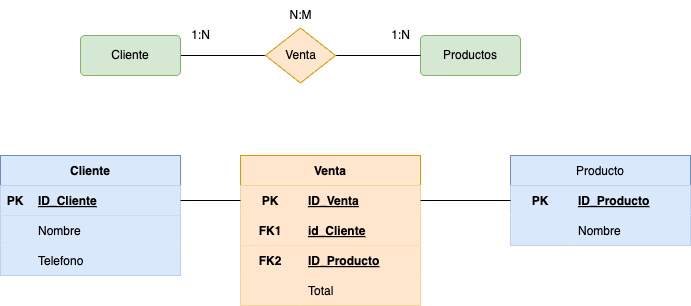 N:M
1:N 1:N
Cliente Venta Productos
Cliente Venta Producto
PK ID_Cliente PK ID_Venta PK ID_Producto
Nombre FK1 id_Cliente Nombre
Telefono FK2 ID_Producto
Total